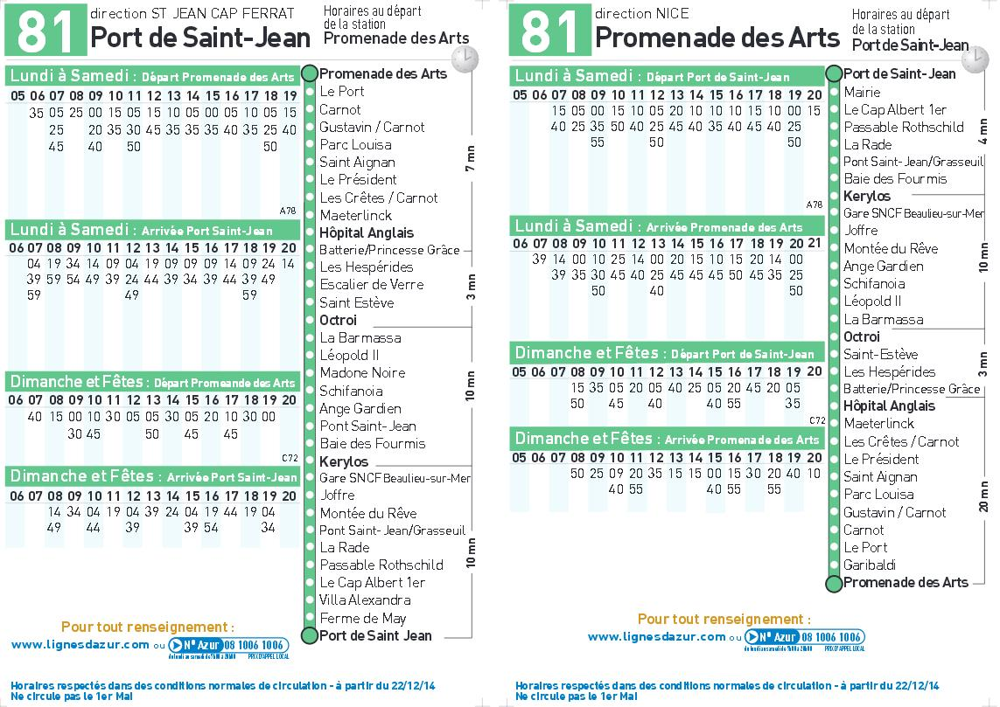 81
direction ST JEAN CAP FERRAT
Port de Saint-Jean
Horaires au départ
de la station
Promenade des Arts
Lundi à Samedi : Départ Promenade des Arts
05 06 07 08 09 10 11 12 13 14 15 16 17 18 19
35 05 25 00 15 05 15 10 05 00 05 10 05 15
25 20 35 30 45 35 35 35 40 35 25 40
45 40 50 50
A78
Lundi à Samedi : Arrivée Port Saint-Jean
06 07 08 09 10 11 12 13 14 15 16 17 18 19 20
04 19 34 14 09 04 19 09 09 09 14 09 24 14
39 59 54 49 39 24 44 39 34 39 44 39 49
59 49 59
Dimanche et Fêtes : Départ Promeande des Arts
06 07 08 09 10 11 12 13 14 15 16 17 18 19 20
40 15 00 10 30 05 05 30 05 20 10 30 00
30 45 50 45 45
C72
Dimanche et Fêtes : Arrivée Port Saint-Jean
06 07 08 09 10 11 12 13 14 15 16 17 18 19 20
14 34 04 19 04 39 24 04 19 44 19 04
49 44 39 39 54 34
Promenade des Arts
Le Port
Carnot
Gustavin / Carnot
Parc Louisa
Saint Aignan
Le Président
Les Crêtes / Carnot
Maeterlinck
Hôpital Anglais
Batterie/Princesse Grâce
Les Hespérides
Escalier de Verre
Saint Estève
Octroi
La Barmassa
Léopold II
Madone Noire
Schifanoia
Ange Gardien
Pont Saint-Jean
Baie des Fourmis
Kerylos
Gare SNCF Beaulieu-sur-Mer
Joffre
Montée du Rêve
Pont Saint-Jean/Grasseuil
La Rade
Passable Rothschild
Le Cap Albert 1er
Villa Alexandra
Ferme de May
Port de Saint Jean
7 mn
3 mn
10 mn
10 mn
Pour tout renseignement :
www.lignesdazur.com ou N° Azur 08 1006 1006
du lundi au samedi de 7h00 à 20h00 PRIX D'APPEL LOCAL
Horaires respectés dans des conditions normales de circulation - à partir du 22/12/14
Ne circule pas le 1er Mai
81
direction NICE
Promenade des Arts
Horaires au départ
de la station
Port de Saint-Jean
Lundi à Samedi : Départ Port de Saint-Jean
05 06 07 08 09 10 11 12 13 14 15 16 17 18 19 20
15 05 00 15 10 05 20 10 10 10 15 10 00 15
40 25 35 50 40 25 45 40 35 40 45 40 25
55 50 50
A78
Lundi à Samedi : Arrivée Promenade des Arts
06 07 08 09 10 11 12 13 14 15 16 17 18 19 20 21
39 14 00 10 25 14 00 20 15 10 15 20 14 00
39 35 30 45 40 25 45 45 45 45 50 45 35 25
50 40 50
Dimanche et Fêtes : Départ Port de Saint-Jean
05 06 07 08 09 10 11 12 13 14 15 16 17 18 19 20
15 35 05 20 05 40 25 05 20 45 20 05
50 45 40 40 55 35
C72
Dimanche et Fêtes : Arrivée Promenade des Arts
05 06 07 08 09 10 11 12 13 14 15 16 17 18 19 20
50 25 09 20 35 15 15 00 15 30 20 40 10
40 55 40 55 55
Port de Saint-Jean
Mairie
Le Cap Albert 1er
Passable Rothschild
La Rade
Pont Saint-Jean/Grasseuil
Baie des Fourmis
Kerylos
Gare SNCF Beaulieu-sur-Mer
Joffre
Montée du Rêve
Ange Gardien
Schifanoia
Léopold II
La Barmassa
Octroi
Saint-Estève
Les Hespérides
Batterie/Princesse Grâce
Hôpital Anglais
Maeterlinck
Les Crêtes / Carnot
Le Président
Saint Aignan
Parc Louisa
Gustavin / Carnot
Carnot
Le Port
Garibaldi
Promenade des Arts
4 mn
10 mn
3 mn
20 mn
Pour tout renseignement :
www.lignesdazur.com ou N° Azur 08 1006 1006
du lundi au samedi de 7h00 à 20h00 PRIX D'APPEL LOCAL
Horaires respectés dans des conditions normales de circulation - à partir du 22/12/14
Ne circule pas le 1er Mai